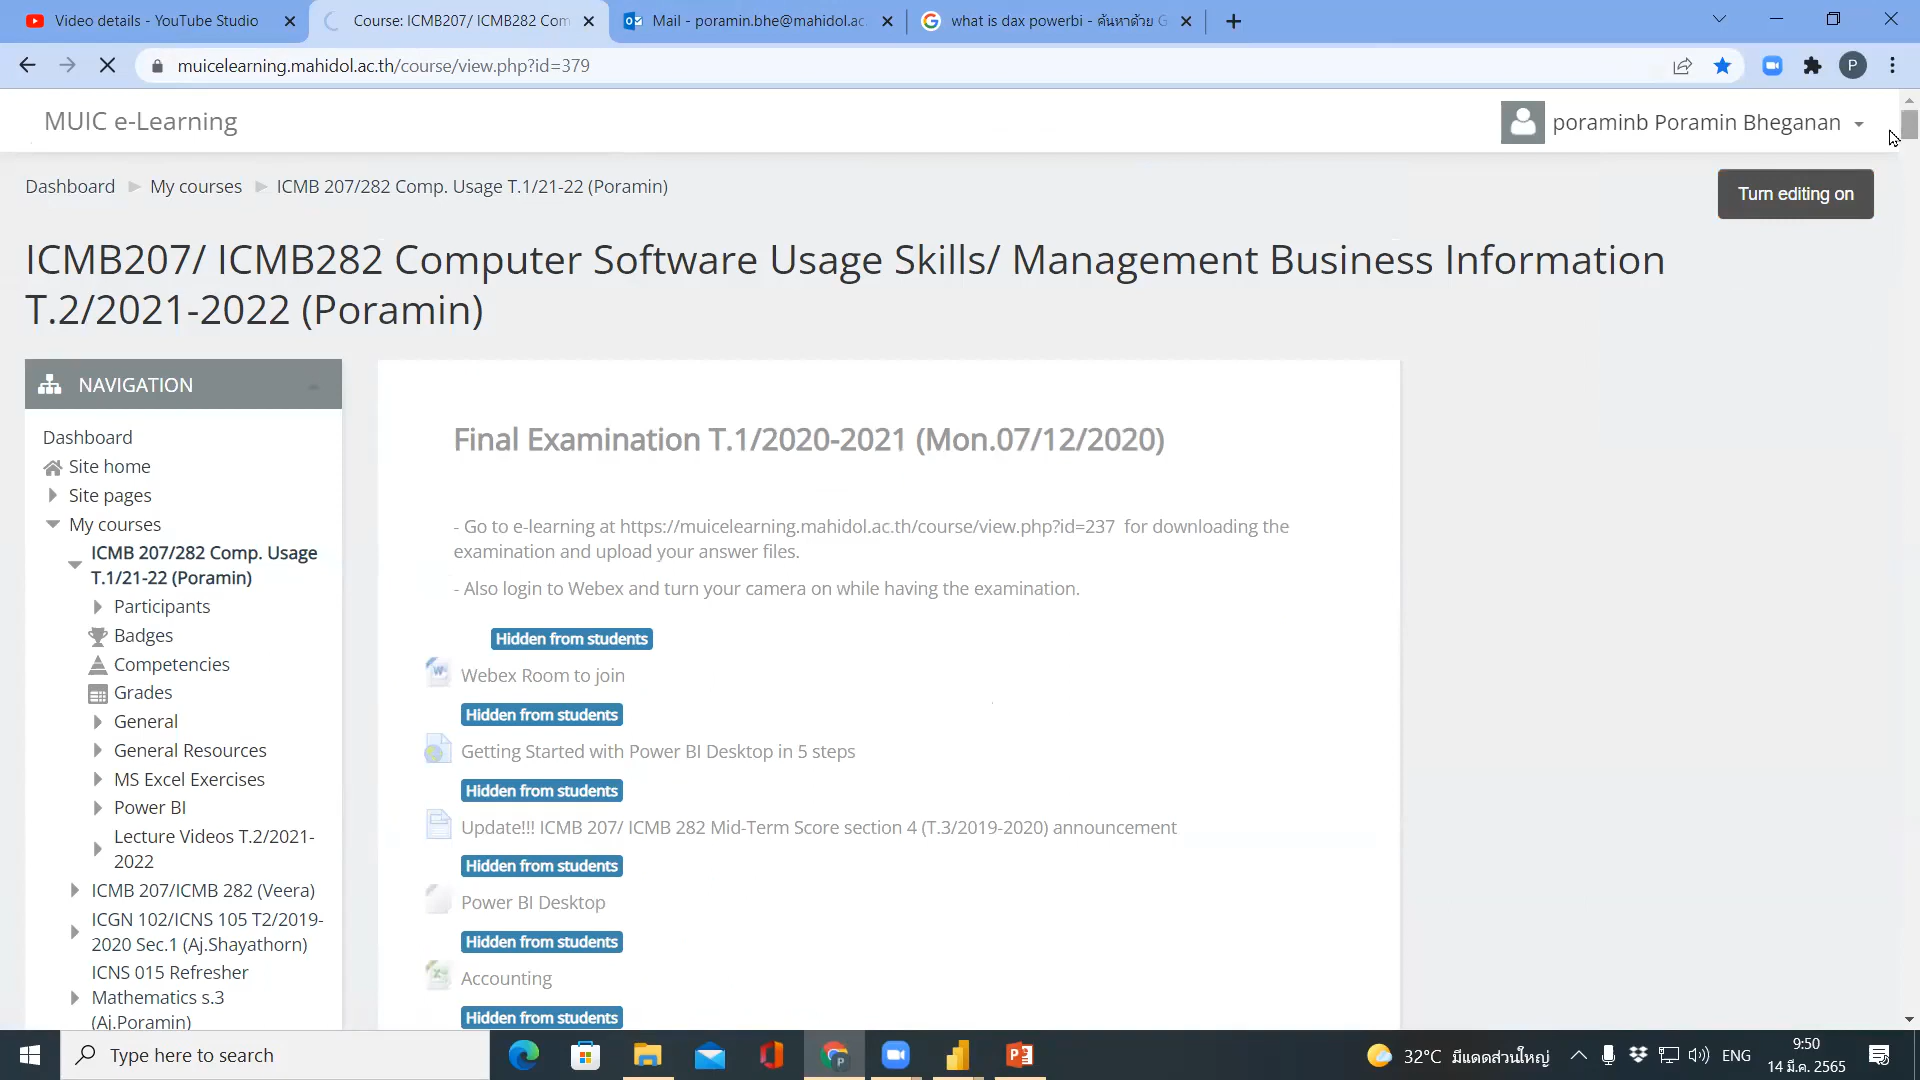 Video details - YouTube Studio
Course: ICMB207/ ICMB282 Com
Mail - poramin.bhe@mahidol.ac.
what is dax powerbi - ค้นหาด้วย G
muicelearning.mahidol.ac.th/course/view.php?id=379
P
MUIC e-Learning
poraminb Poramin Bheganan
Dashboard
My courses
ICMB 207/282 Comp. Usage T.1/21-22 (Poramin)
Turn editing on
ICMB207/ ICMB282 Computer Software Usage Skills/ Management Business Information
T.2/2021-2022 (Poramin)
NAVIGATION
Dashboard
Site home
Site pages
My courses
ICMB 207/282 Comp. Usage
T.1/21-22 (Poramin)
Participants
Badges
Competencies
Grades
General
General Resources
MS Excel Exercises
Power BI
Lecture Videos T.2/2021-
2022
ICMB 207/ICMB 282 (Veera)
ICGN 102/ICNS 105 T2/2019-
2020 Sec.1 (Aj.Shayathorn)
ICNS 015 Refresher
Mathematics s.3
(Aj.Poramin)
Final Examination T.1/2020-2021 (Mon.07/12/2020)
- Go to e-learning at https://muicelearning.mahidol.ac.th/course/view.php?id=237  for downloading the
examination and upload your answer files.
- Also login to Webex and turn your camera on while having the examination.
Hidden from students
Webex Room to join
Hidden from students
Getting Started with Power BI Desktop in 5 steps
Hidden from students
Update!!! ICMB 207/ ICMB 282 Mid-Term Score section 4 (T.3/2019-2020) announcement
Hidden from students
Power BI Desktop
Hidden from students
Accounting
Hidden from students
Type here to search
32°C มีแดดส่วนใหญ่
ENG
9:50
14 มี.ค. 2565